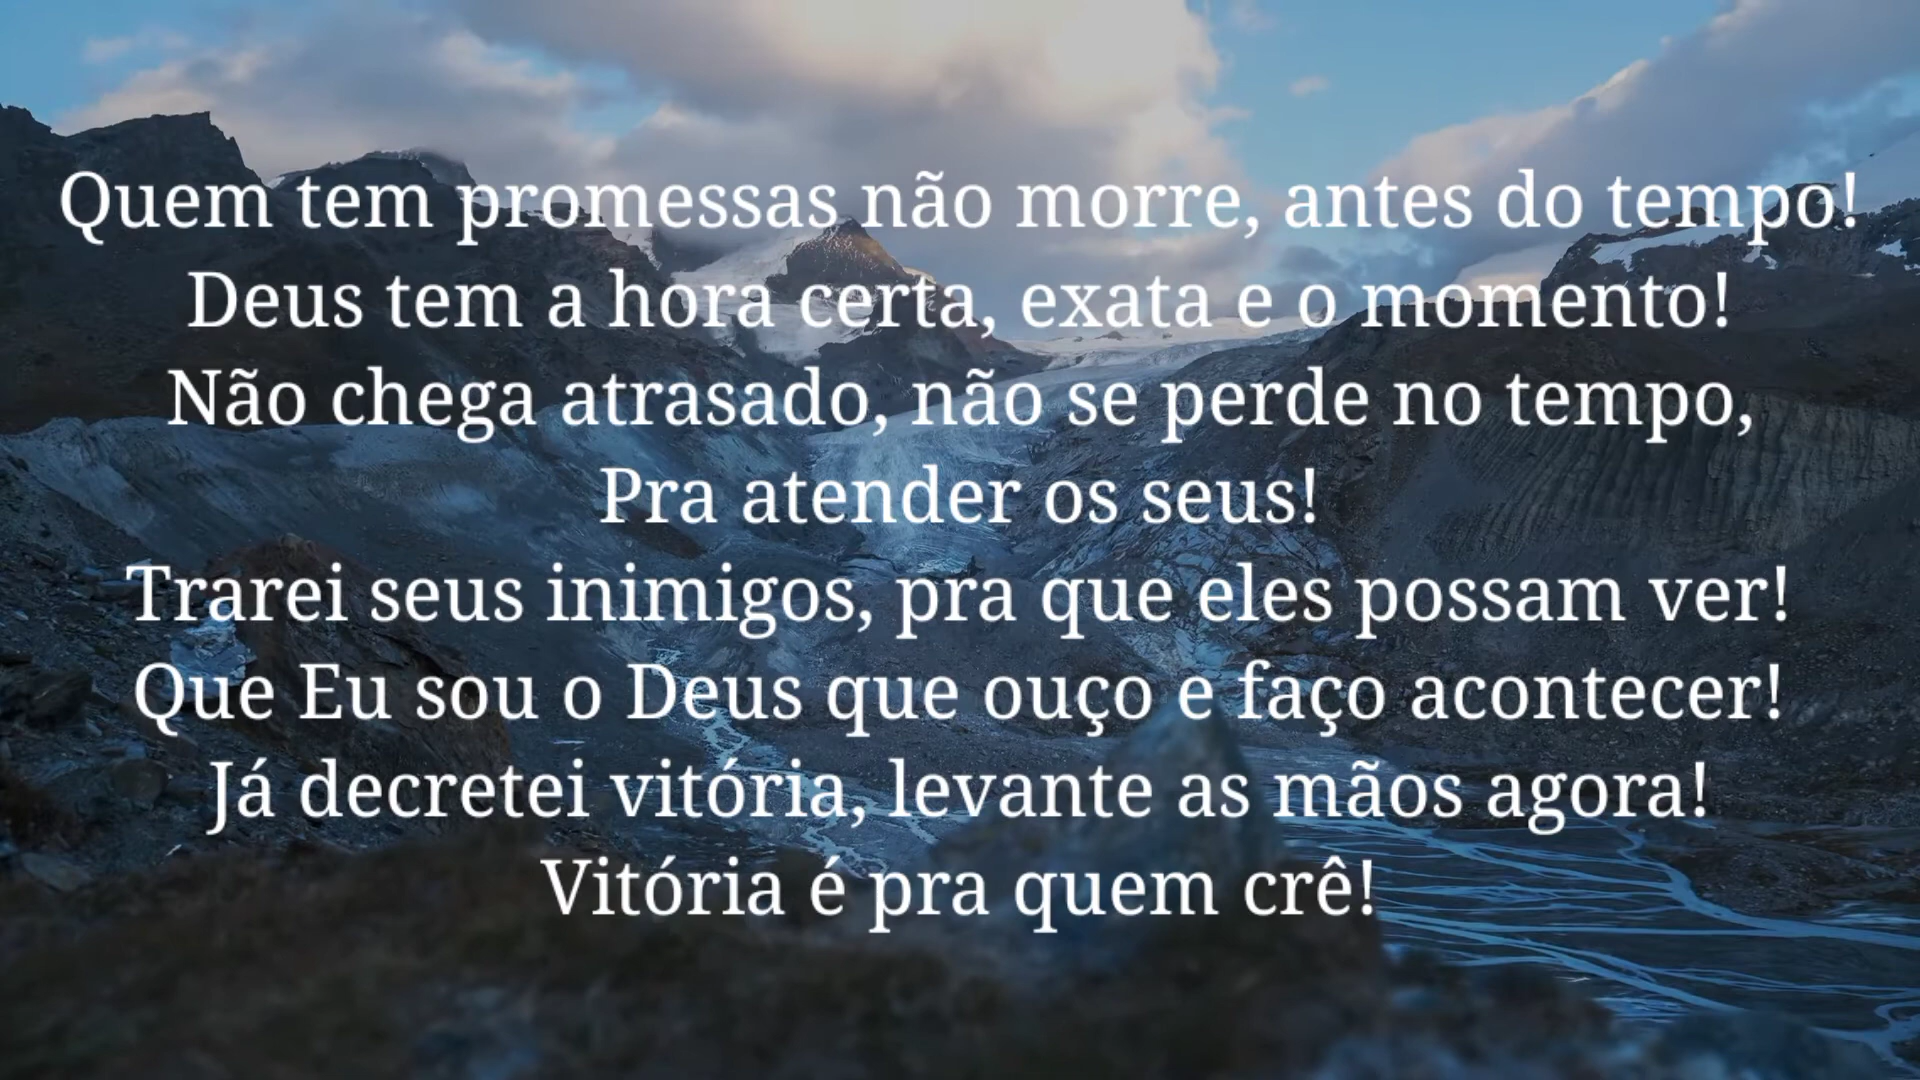 Quem tem promessas não morre, antes do tempo!
Deus tem a hora certa, exata e o momento!
Não chega atrasado, não se perde no tempo,
Pra atender os seus!
Trarei seus inimigos, pra que eles possam ver!
Que Eu sou o Deus que ouço e faço acontecer!
Já decretei vitória, levante as mãos agora!
Vitória é pra quem crê!